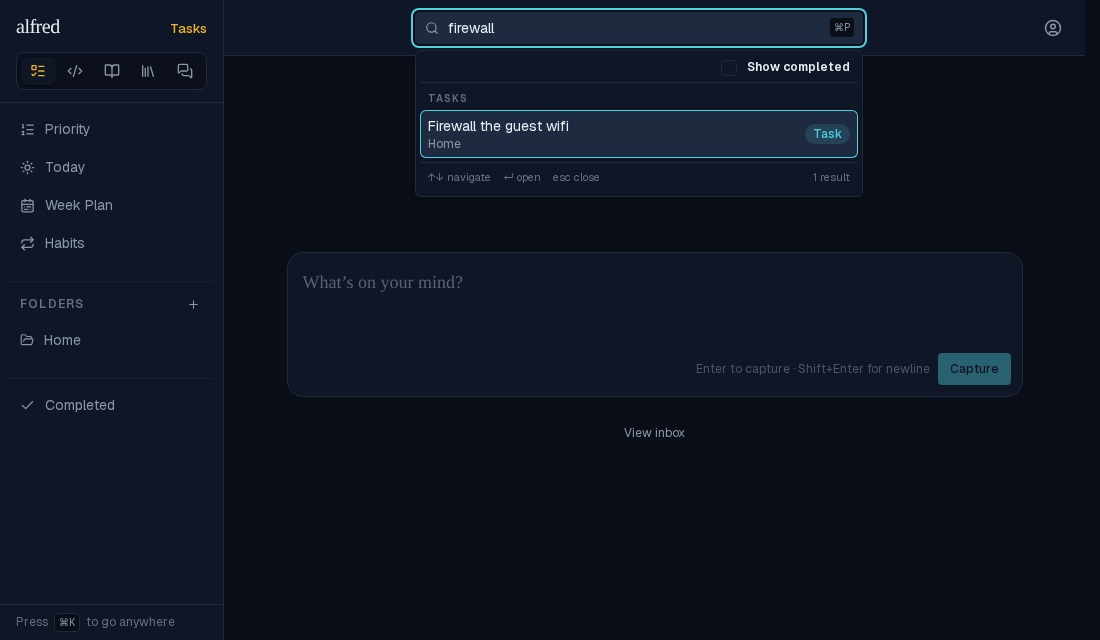 alfred
Tasks
firewall
⌘P
Show completed
TASKS
Firewall the guest wifi
Home
Task
↑↓ navigate ↵ open esc close
1 result
Priority
Today
Week Plan
Habits
FOLDERS
+
Home
Completed
What's on your mind?
Enter to capture · Shift+Enter for newline
Capture
View inbox
Press ⌘K to go anywhere